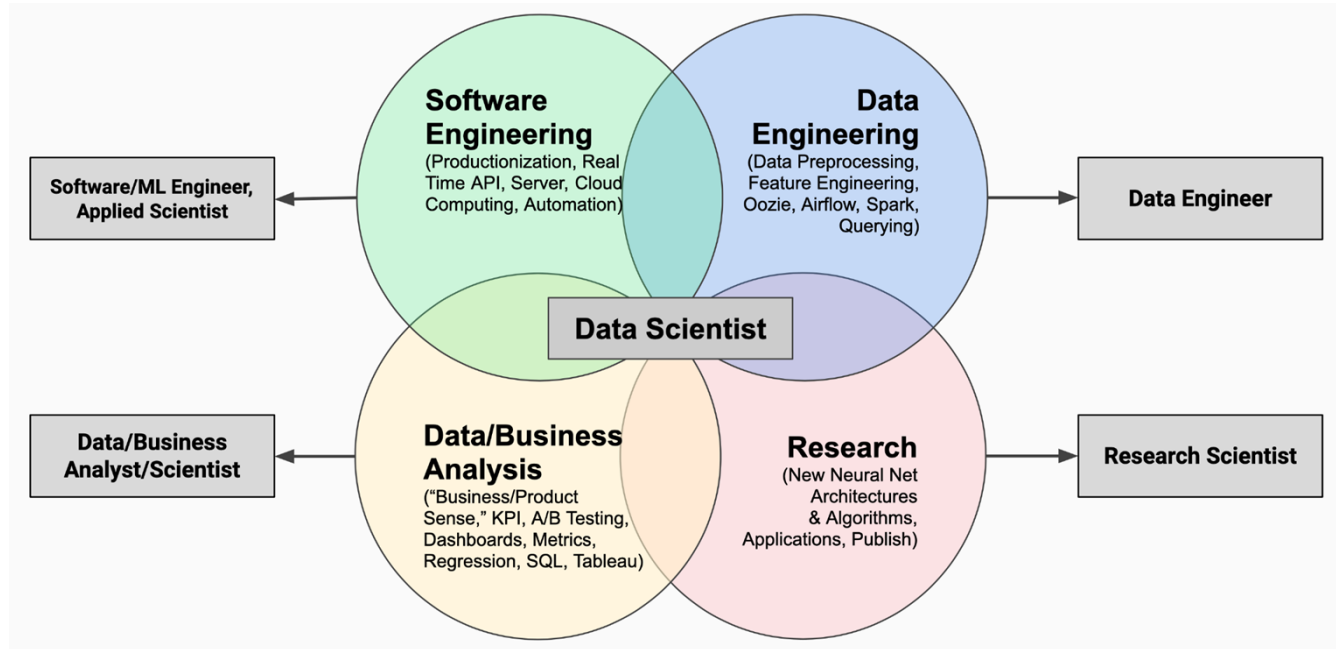 Software
Engineering
(Productionization, Real
Time API, Server, Cloud
Computing, Automation)
Data
Engineering
(Data Preprocessing,
Feature Engineering,
Oozie, Airflow, Spark,
Querying)
Software/ML Engineer,
Applied Scientist
Data Engineer
Data Scientist
Data/Business
Analyst/Scientist
Data/Business
Analysis
(“Business/Product
Sense,” KPI, A/B Testing,
Dashboards, Metrics,
Regression, SQL, Tableau)
Research
(New Neural Net
Architectures
& Algorithms,
Applications, Publish)
Research Scientist